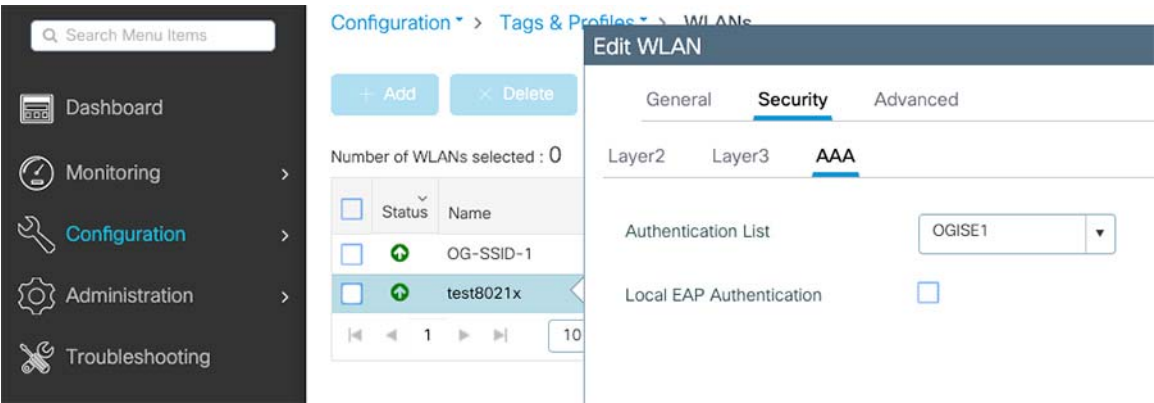 Search Menu Items
Dashboard
Monitoring
Configuration
Administration
Troubleshooting
Configuration > Tags & Profiles > WLANs
+ Add
× Delete
Number of WLANs selected : 0
Status Name
OG-SSID-1
test8021x
1
10
Edit WLAN
General Security Advanced
Layer2 Layer3 AAA
Authentication List OGISE1
Local EAP Authentication